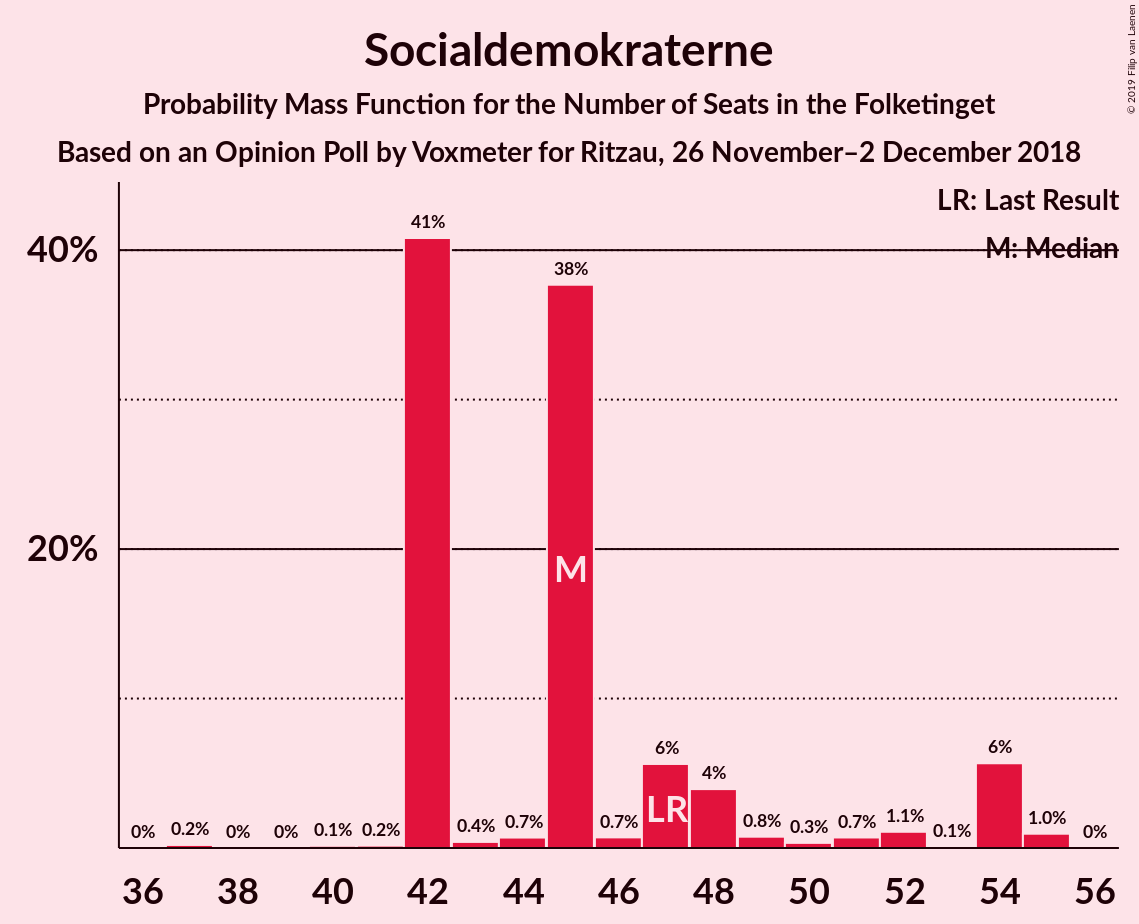 Socialdemokraterne
Probability Mass Function for the Number of Seats in the Folketinget
Based on an Opinion Poll by Voxmeter for Ritzau, 26 November–2 December 2018
© 2019 Filip van Laenen
LR: Last Result
M: Median
40%
20%
0%
0.2%
0%
0%
0.1%
0.2%
41%
0.4%
0.7%
38%
0.7%
6%
4%
0.8%
0.3%
0.7%
1.1%
0.1%
6%
1.0%
0%
M
LR
36 38 40 42 44 46 48 50 52 54 56